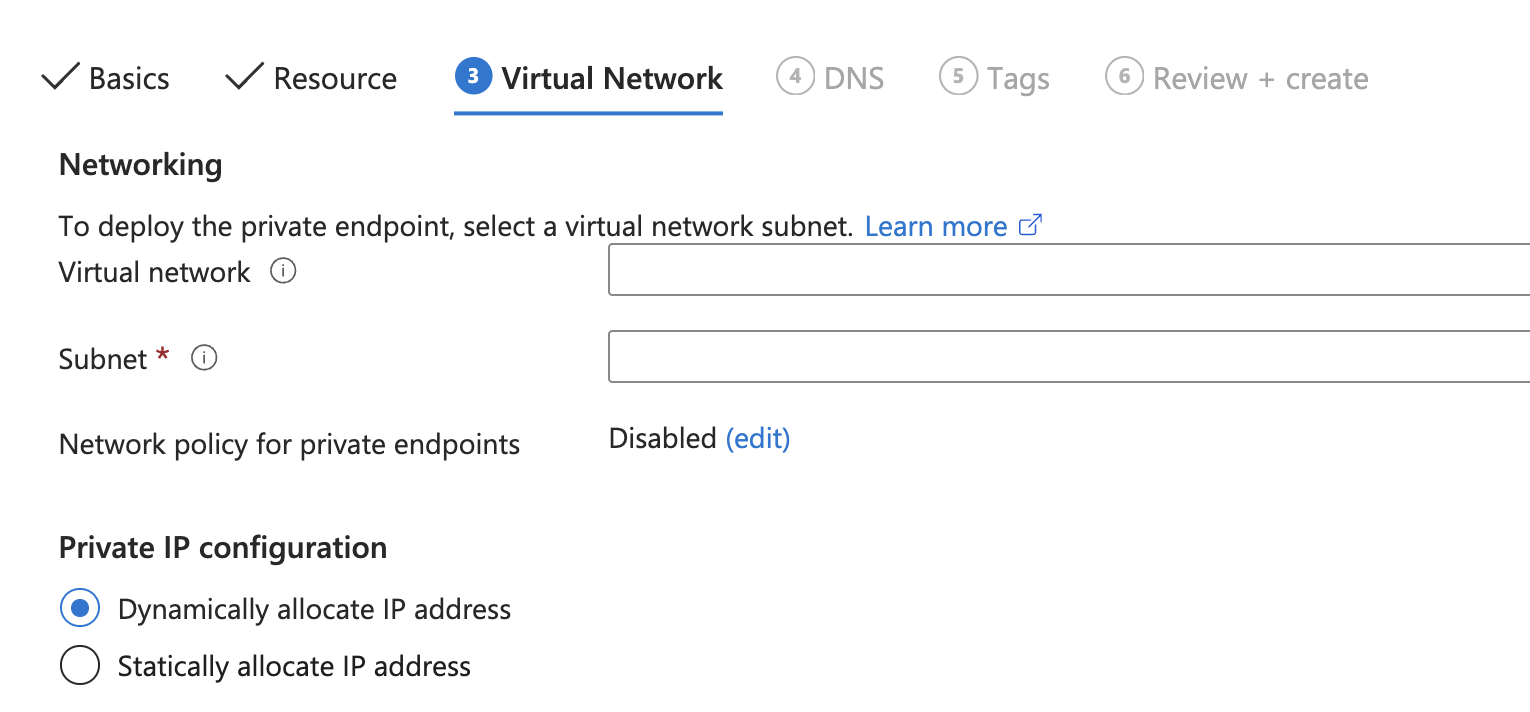 Basics Resource 3 Virtual Network 4 DNS 5 Tags 6 Review + create
Networking
To deploy the private endpoint, select a virtual network subnet. Learn more
Virtual network
Subnet *
Network policy for private endpoints Disabled (edit)
Private IP configuration
Dynamically allocate IP address
Statically allocate IP address